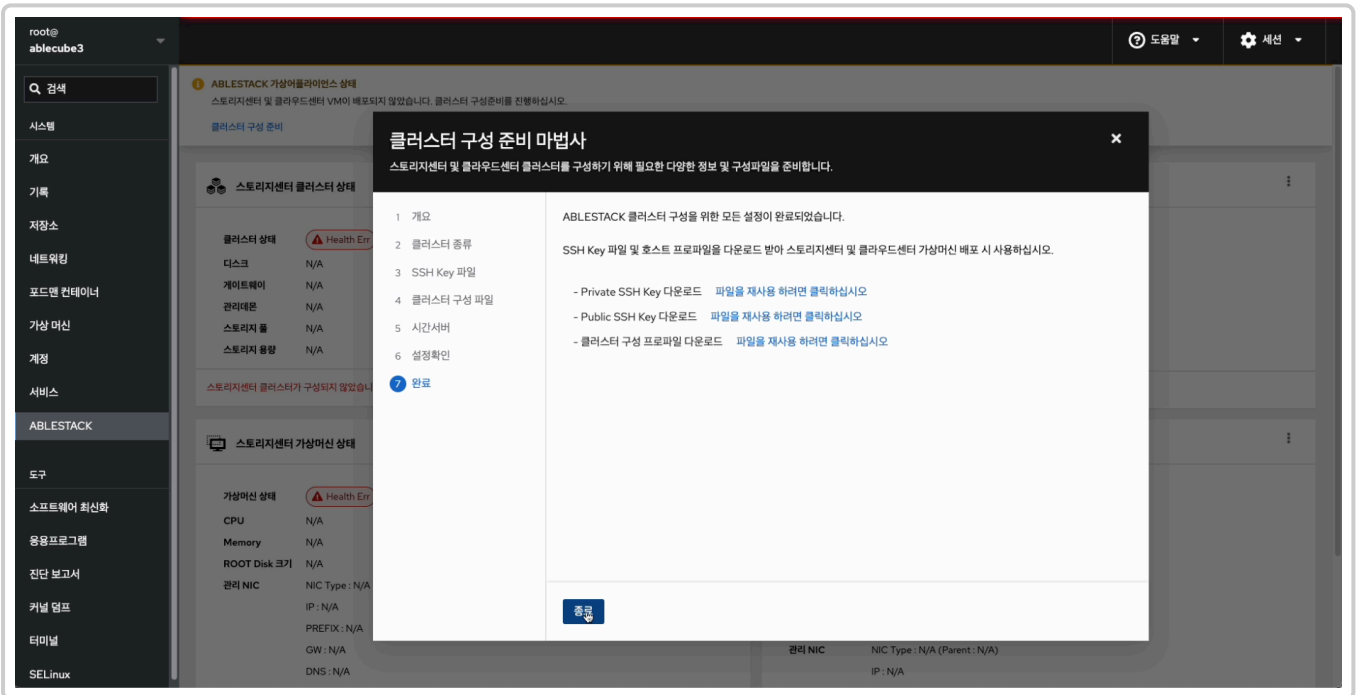 root@
ablecube3
도움말
세션
검색
시스템
개요
기록
저장소
네트워킹
포드맨 컨테이너
가상 머신
계정
서비스
ABLESTACK
도구
소프트웨어 최신화
응용프로그램
진단 보고서
커널 덤프
터미널
SELinux
ABLESTACK 가상어플라이언스 상태
스토리지센터 및 클라우드센터 VM이 배포되지 않았습니다. 클러스터 구성준비를 진행하십시오.
클러스터 구성 준비
스토리지센터 클러스터 상태
클러스터 상태 Health Err
디스크 N/A
게이트웨이 N/A
관리데몬 N/A
스토리지 풀 N/A
스토리지 용량 N/A
스토리지센터 클러스터가 구성되지 않았습니
스토리지센터 가상머신 상태
가상머신 상태 Health Err
CPU N/A
Memory N/A
ROOT Disk 크기 N/A
관리 NIC NIC Type : N/A
IP : N/A
PREFIX : N/A
GW : N/A
DNS : N/A
관리 NIC NIC Type : N/A (Parent : N/A)
IP : N/A
클러스터 구성 준비 마법사
스토리지센터 및 클라우드센터 클러스터를 구성하기 위해 필요한 다양한 정보 및 구성파일을 준비합니다.
1 개요
2 클러스터 종류
3 SSH Key 파일
4 클러스터 구성 파일
5 시간서버
6 설정확인
7 완료
ABLESTACK 클러스터 구성을 위한 모든 설정이 완료되었습니다.
SSH Key 파일 및 호스트 프로파일을 다운로드 받아 스토리지센터 및 클라우드센터 가상머신 배포 시 사용하십시오.
- Private SSH Key 다운로드 파일을 재사용 하려면 클릭하십시오
- Public SSH Key 다운로드 파일을 재사용 하려면 클릭하십시오
- 클러스터 구성 프로파일 다운로드 파일을 재사용 하려면 클릭하십시오
종료